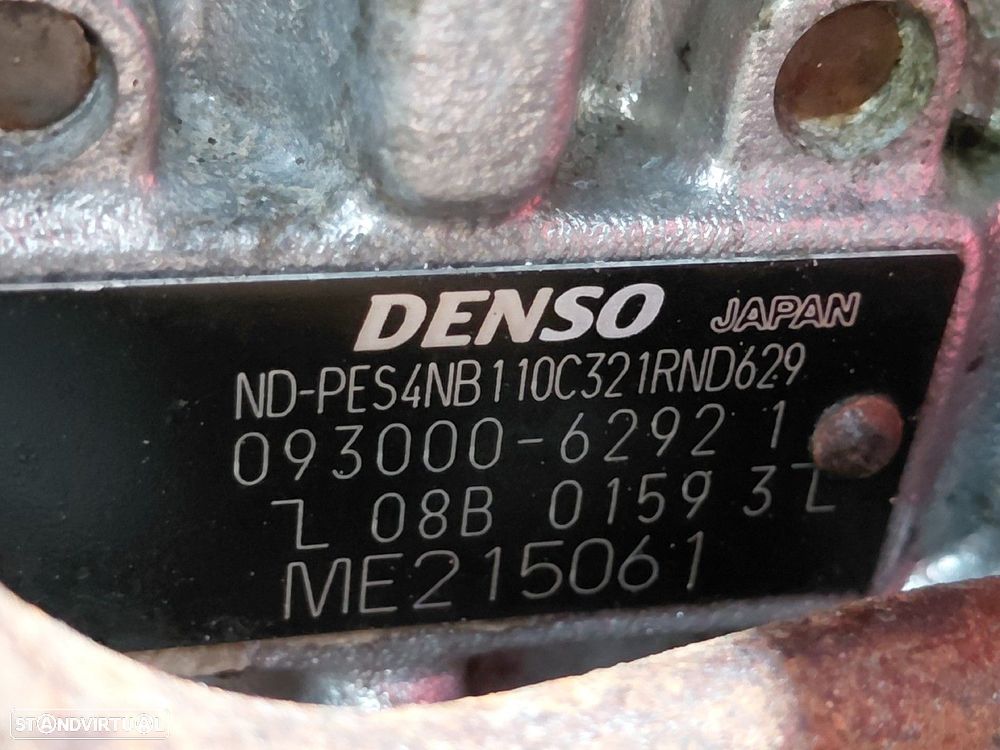 DENSO JAPAN
ND-PES4NB110C321RND629
093000-6292 1
08B 0159 3
ME215061
STANDVIRTUAL